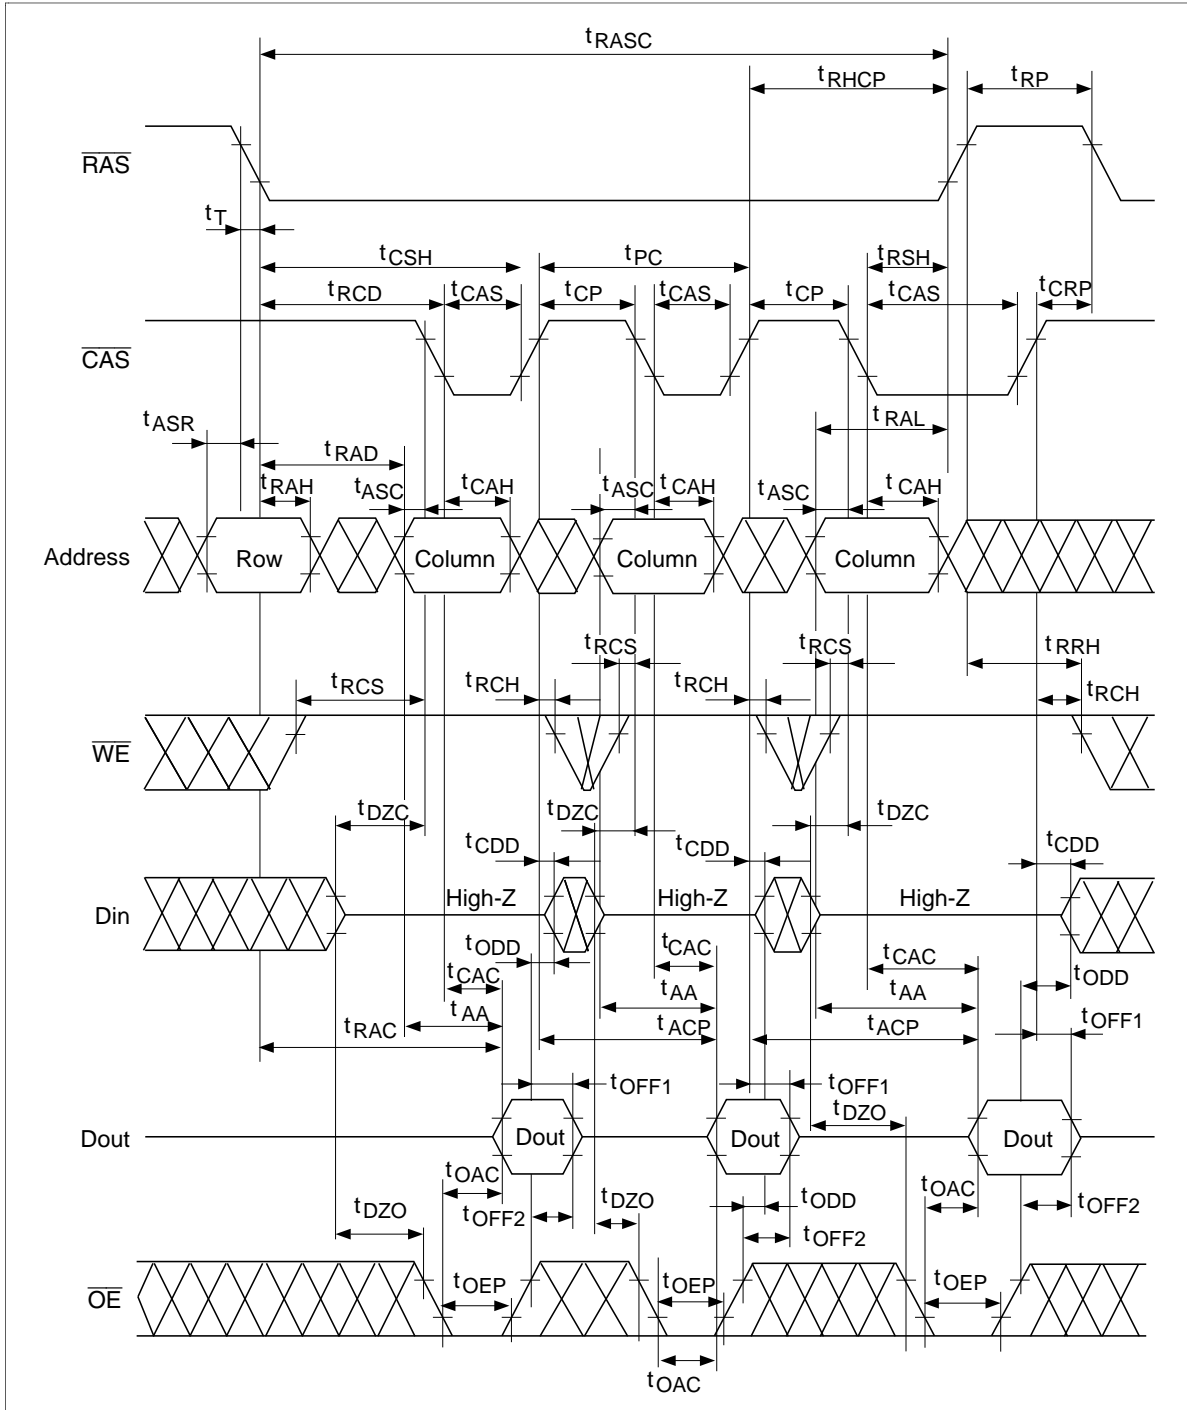 tRASC
tRHCP tRP
RAS
tT
tCSH tPC tRSH
tRCD tCAS tCP tCAS tCP tCAS tCRP
CAS
tASR tRAL
tRAD
tRAH tASC tCAH tASC tCAH tASC tCAH
Address Row Column Column Column
tRCS tRCS tRRH
tRCS tRCH tRCH tRCH
WE
tDZC tDZC tDZC
tCDD tCDD tCDD
Din High-Z High-Z High-Z
tODD tCAC tCAC
tCAC tODD
tAA tAA tAA
tRAC tACP tACP tOFF1
tOFF1 tOFF1
tDZO
Dout Dout Dout Dout
tOAC tOAC
tDZO tOFF2 tDZO tODD tOFF2
tOFF2
tOEP tOEP tOEP
OE
tOAC